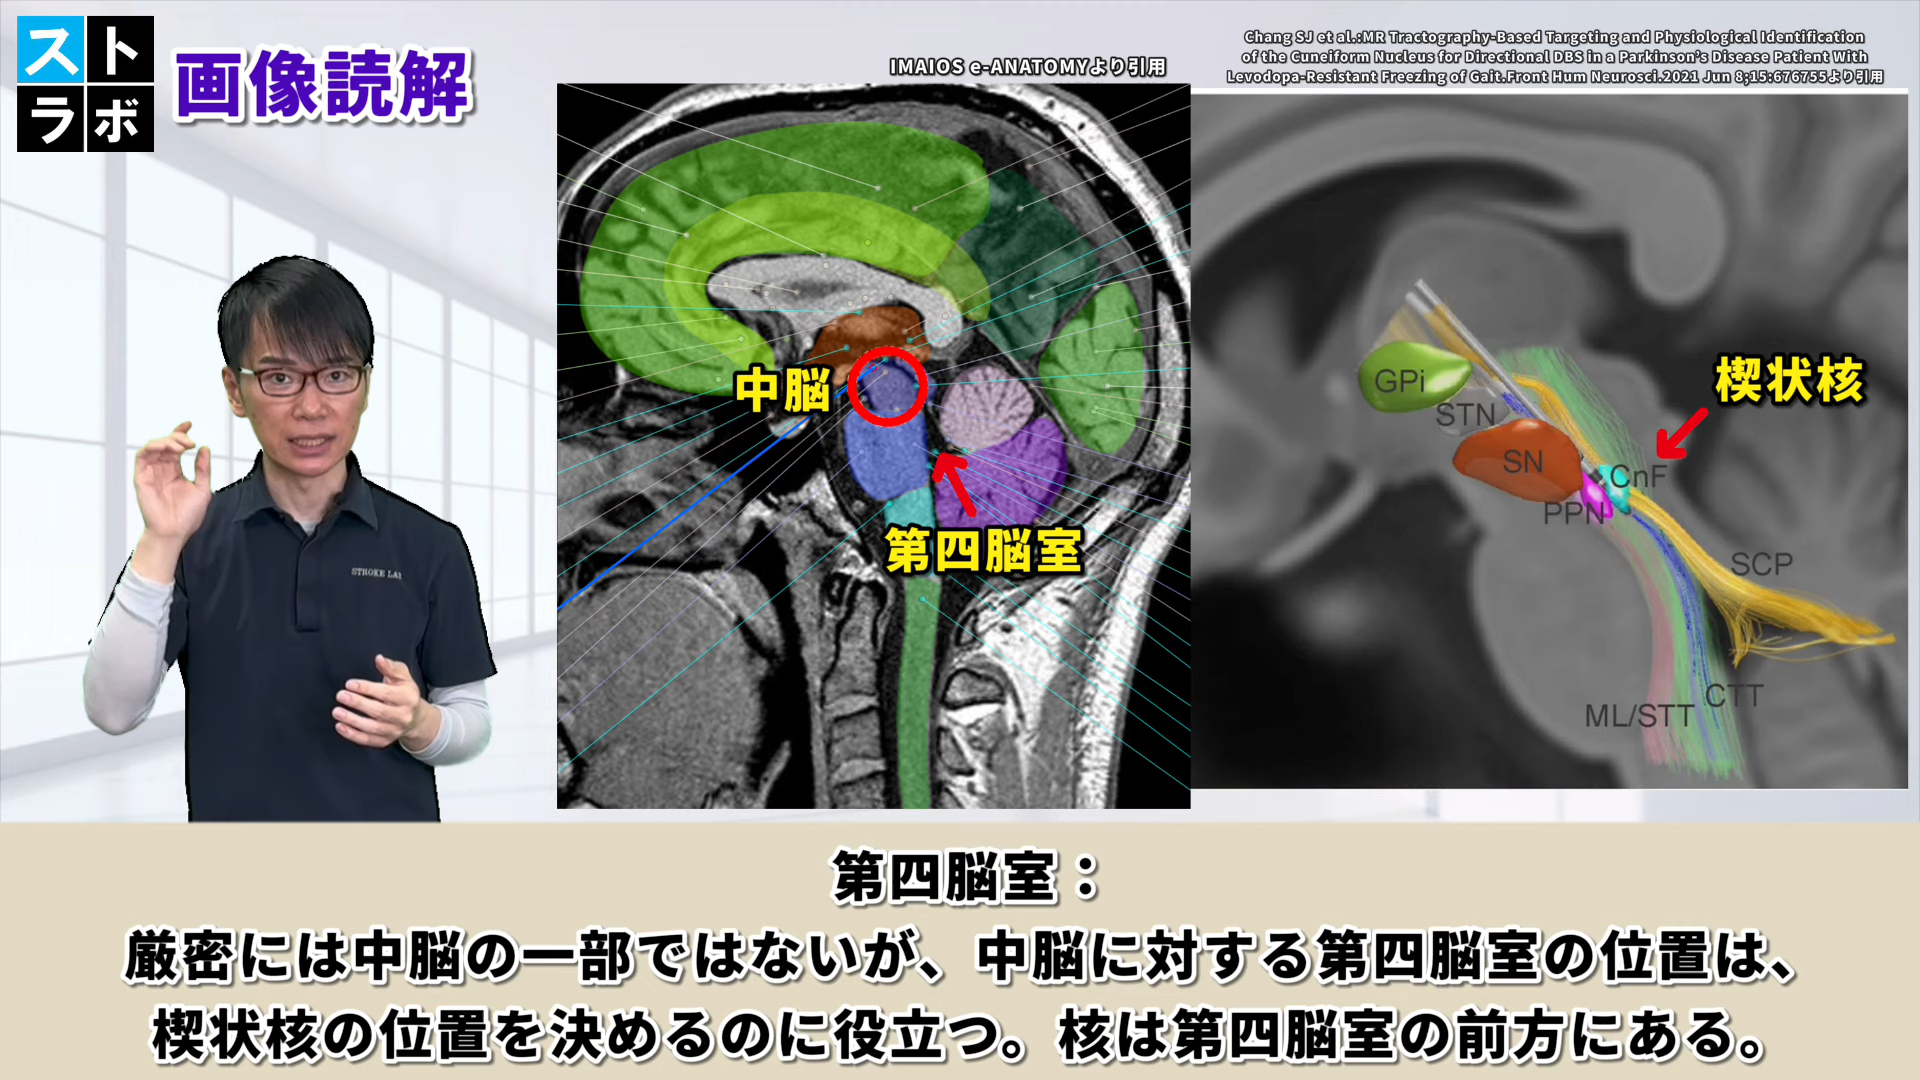 スト
ラボ
画像読解
IMAIOS e-ANATOMYより引用
Chang SJ et al.:MR Tractography-Based Targeting and Physiological Identification
of the Cuneiform Nucleus for Directional DBS in a Parkinson's Disease Patient With
Levodopa-Resistant Freezing of Gait.Front Hum Neurosci.2021 Jun 8;15:676755より引用
中脳
第四脳室
楔状核
GPi
STN
SN
CnF
PPN
SCP
CTT
ML/STT
STROKE LAB
第四脳室：
厳密には中脳の一部ではないが、中脳に対する第四脳室の位置は、
楔状核の位置を決めるのに役立つ。核は第四脳室の前方にある。